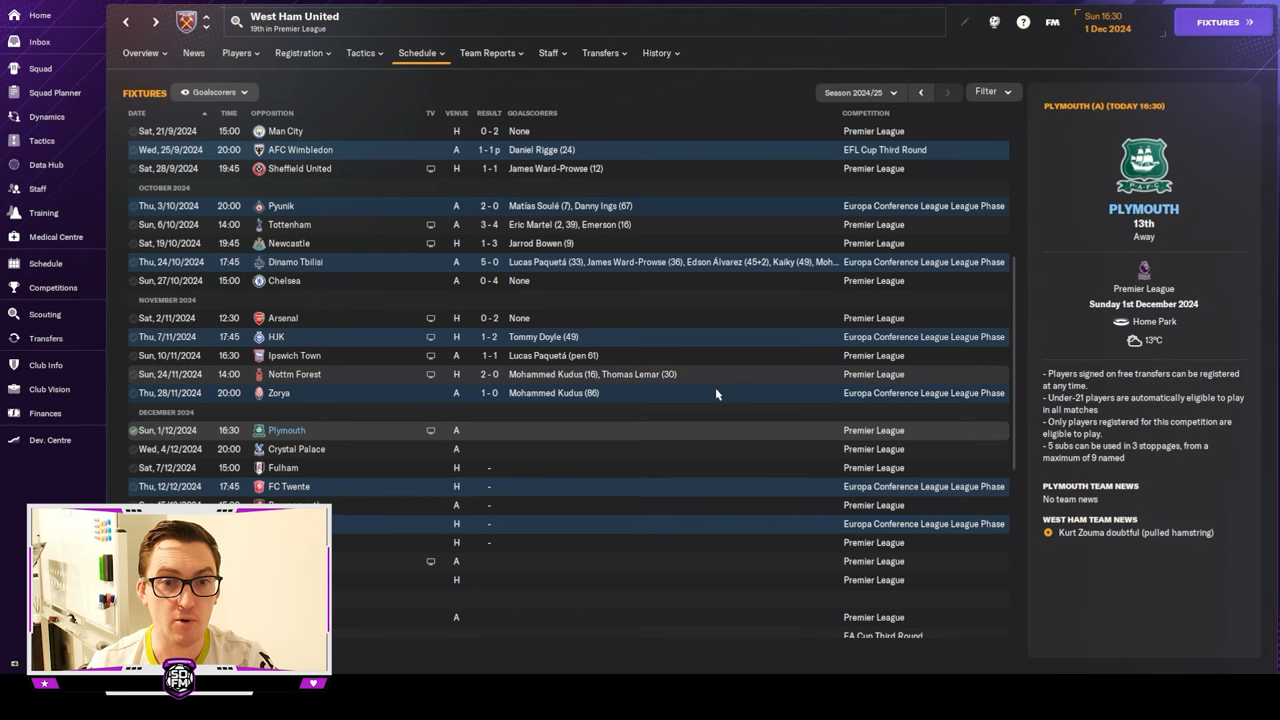 Home
Inbox
Squad
Squad Planner
Dynamics
Tactics
Data Hub
Staff
Training
Medical Centre
Schedule
Competitions
Scouting
Transfers
Club Info
Club Vision
Finances
Dev. Centre
West Ham United
19th in Premier League
FM
Sun 16:30
1 Dec 2024
FIXTURES
Overview News Players Registration Tactics Schedule Team Reports Staff Transfers History
FIXTURES Goalscorers Season 2024/25 Filter
DATE TIME OPPOSITION TV VENUE RESULT GOALSCORERS COMPETITION
Sat, 21/9/2024 15:00 Man City H 0 - 2 None Premier League
Wed, 25/9/2024 20:00 AFC Wimbledon A 1 - 1 p Daniel Rigge (24) EFL Cup Third Round
Sat, 28/9/2024 19:45 Sheffield United H 1 - 1 James Ward-Prowse (12) Premier League
OCTOBER 2024
Thu, 3/10/2024 20:00 Pyunik A 2 - 0 Matías Soulé (7), Danny Ings (67) Europa Conference League League Phase
Sun, 6/10/2024 14:00 Tottenham A 3 - 4 Eric Martel (2, 39), Emerson (16) Premier League
Sat, 19/10/2024 19:45 Newcastle H 1 - 3 Jarrod Bowen (9) Premier League
Thu, 24/10/2024 17:45 Dinamo Tbilisi A 5 - 0 Lucas Paquetá (33), James Ward-Prowse (36), Edson Álvarez (45+2), Kaiky (49), Moh... Europa Conference League League Phase
Sun, 27/10/2024 15:00 Chelsea A 0 - 4 None Premier League
NOVEMBER 2024
Sat, 2/11/2024 12:30 Arsenal H 0 - 2 None Premier League
Thu, 7/11/2024 17:45 HJK H 1 - 2 Tommy Doyle (49) Europa Conference League League Phase
Sun, 10/11/2024 16:30 Ipswich Town A 1 - 1 Lucas Paquetá (pen 61) Premier League
Sun, 24/11/2024 14:00 Nottm Forest H 2 - 0 Mohammed Kudus (16), Thomas Lemar (30) Premier League
Thu, 28/11/2024 20:00 Zorya A 1 - 0 Mohammed Kudus (86) Europa Conference League League Phase
DECEMBER 2024
Sun, 1/12/2024 16:30 Plymouth A Premier League
Wed, 4/12/2024 20:00 Crystal Palace A Premier League
Sat, 7/12/2024 15:00 Fulham H - Premier League
Thu, 12/12/2024 17:45 FC Twente H - Europa Conference League League Phase
A - Premier League
H - Europa Conference League League Phase
H - Premier League
A Premier League
H Premier League
A Premier League
FA Cup Third Round
PLYMOUTH (A) (TODAY 16:30)
PLYMOUTH
13th
Away
Premier League
Sunday 1st December 2024
Home Park
13°C
- Players signed on free transfers can be registered
at any time.
- Under-21 players are automatically eligible to play
in all matches
- Only players registered for this competition are
eligible to play.
- 5 subs can be used in 3 stoppages, from a
maximum of 9 named
PLYMOUTH TEAM NEWS
No team news
WEST HAM TEAM NEWS
Kurt Zouma doubtful (pulled hamstring)
SD
FM